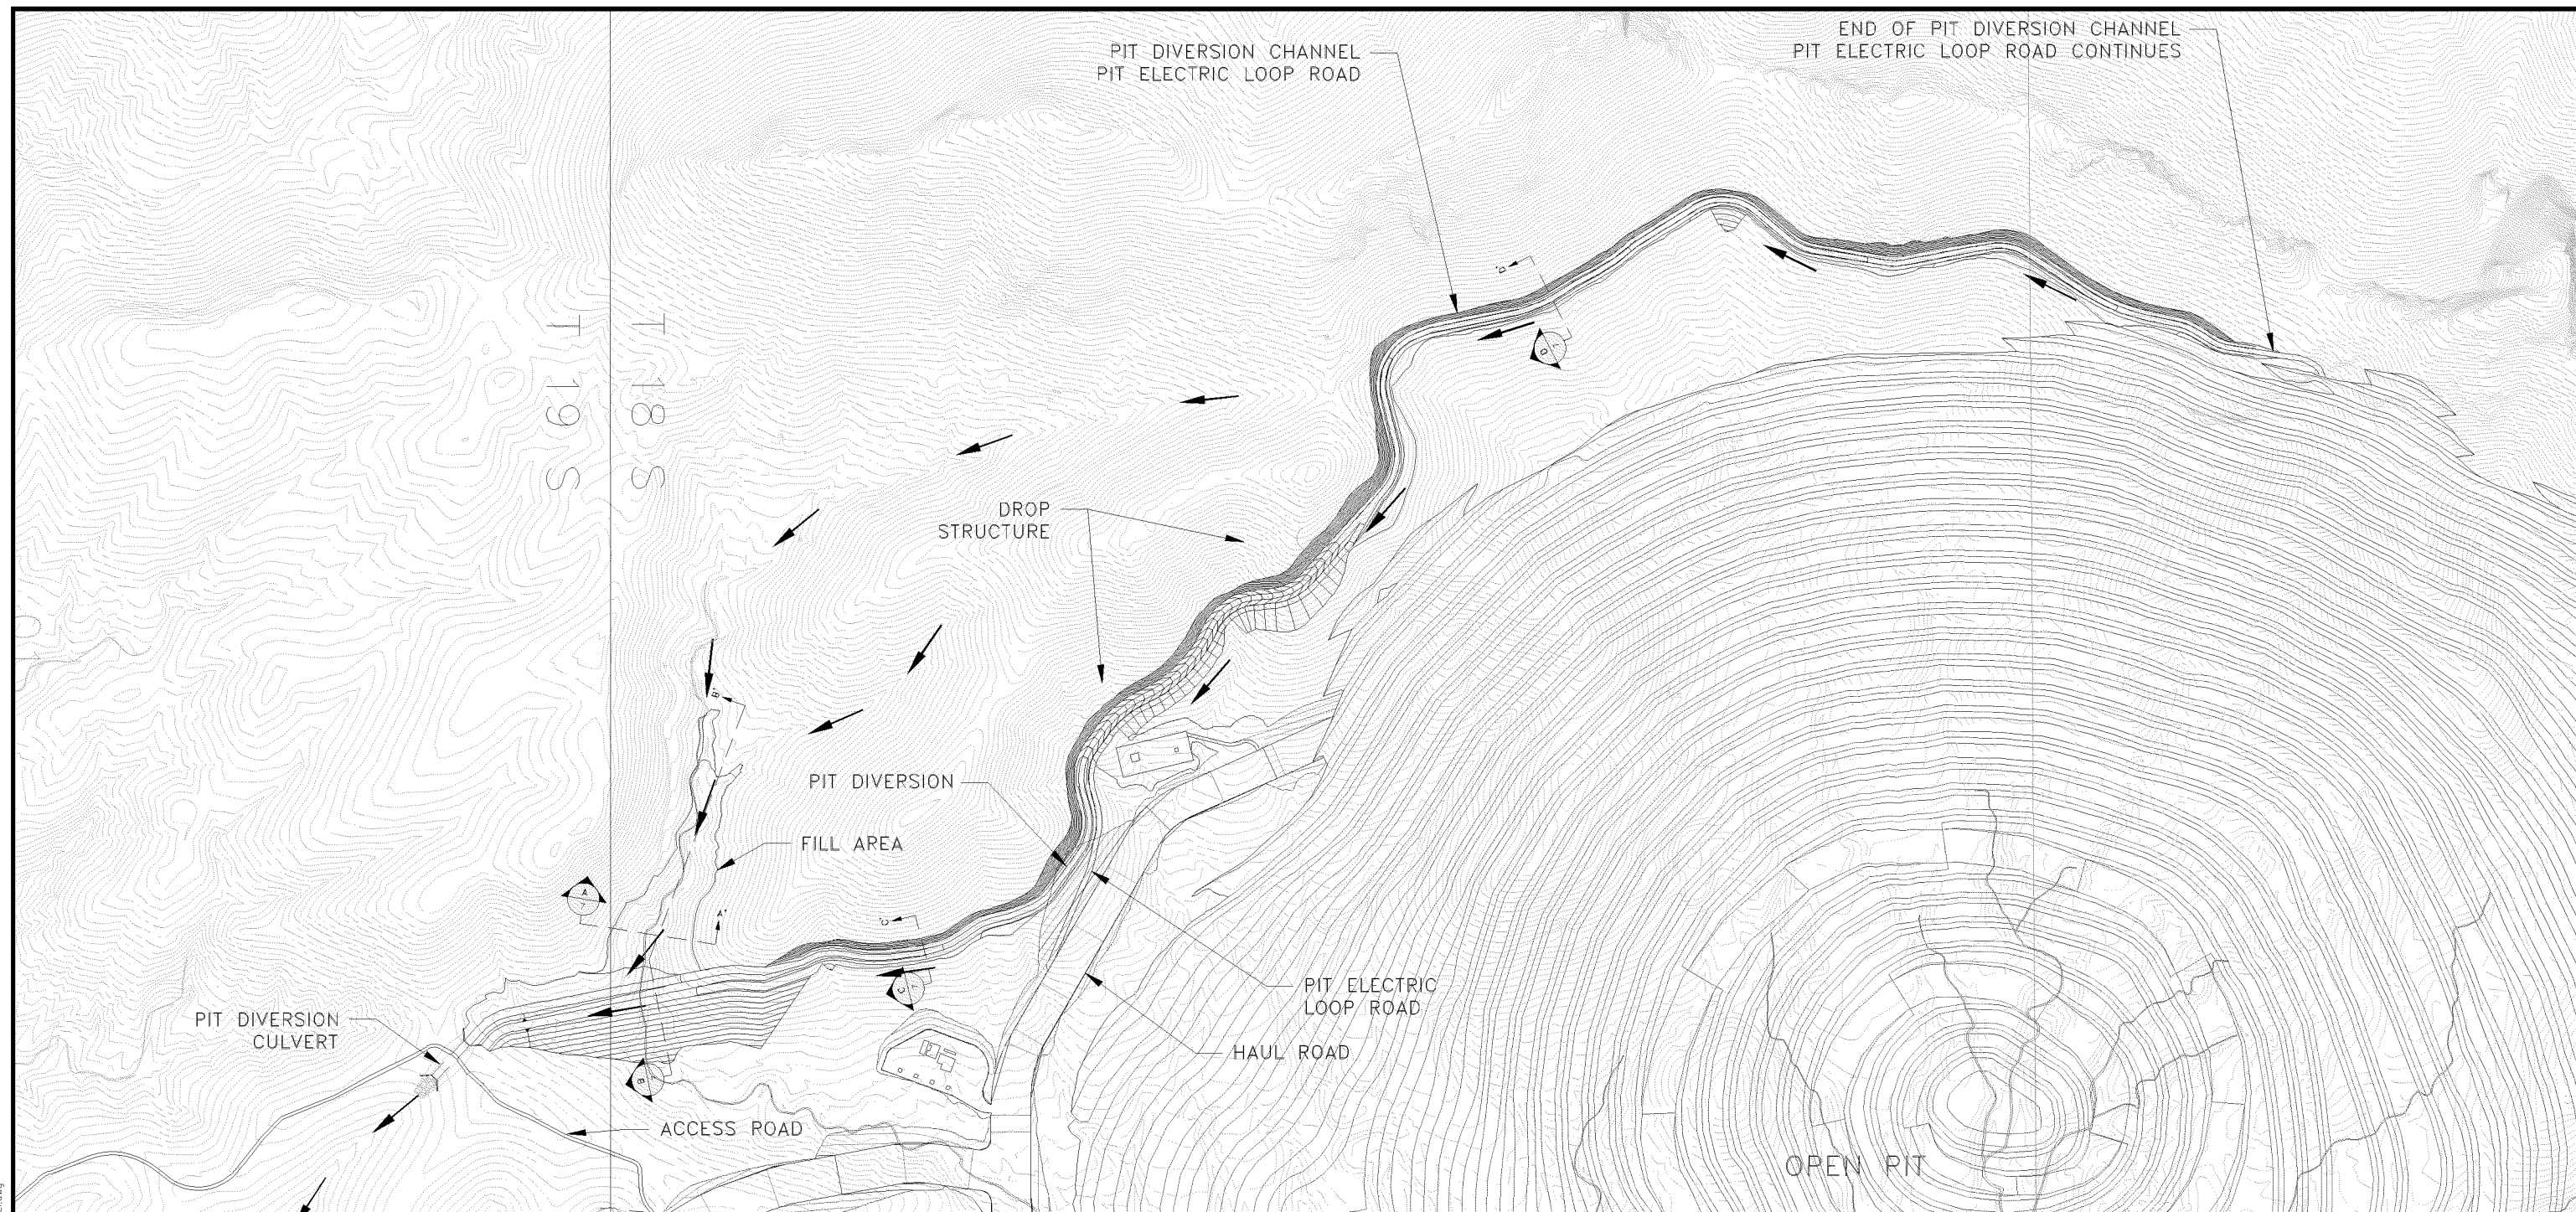 END OF PIT DIVERSION CHANNEL
PIT ELECTRIC LOOP ROAD CONTINUES
PIT DIVERSION CHANNEL
PIT ELECTRIC LOOP ROAD
T 19 S
T 18 S
D'
D
DROP
STRUCTURE
B'
PIT DIVERSION
FILL AREA
A
A'
C'
C
PIT ELECTRIC
LOOP ROAD
PIT DIVERSION
CULVERT
HAUL ROAD
B
ACCESS ROAD
OPEN PIT